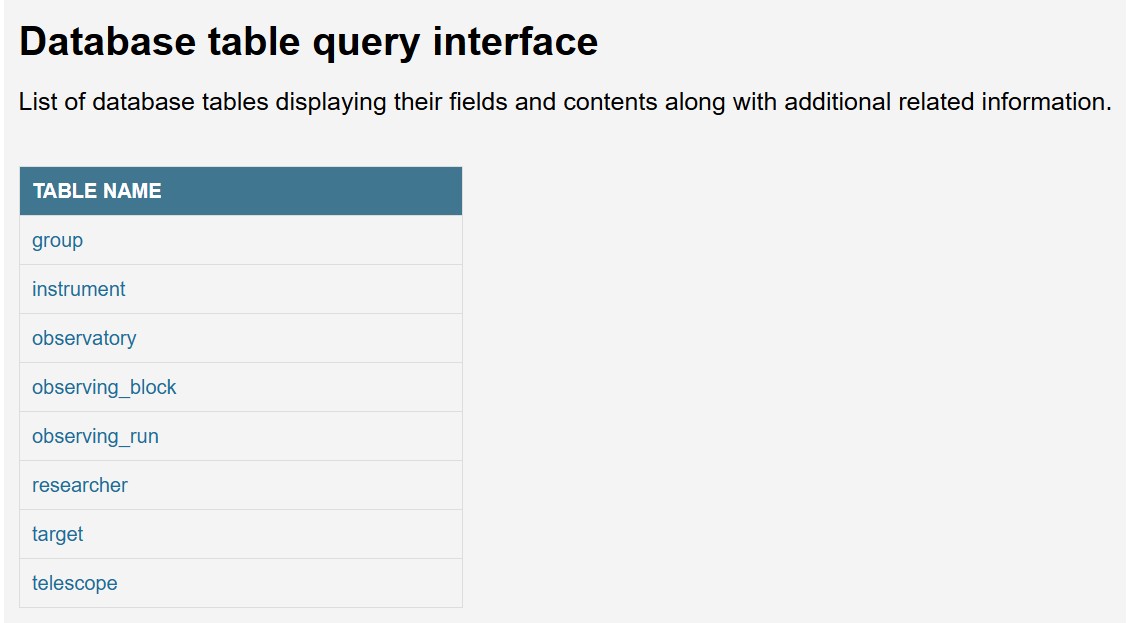 Database table query interface
List of database tables displaying their fields and contents along with additional related information.
TABLE NAME
group
instrument
observatory
observing_block
observing_run
researcher
target
telescope